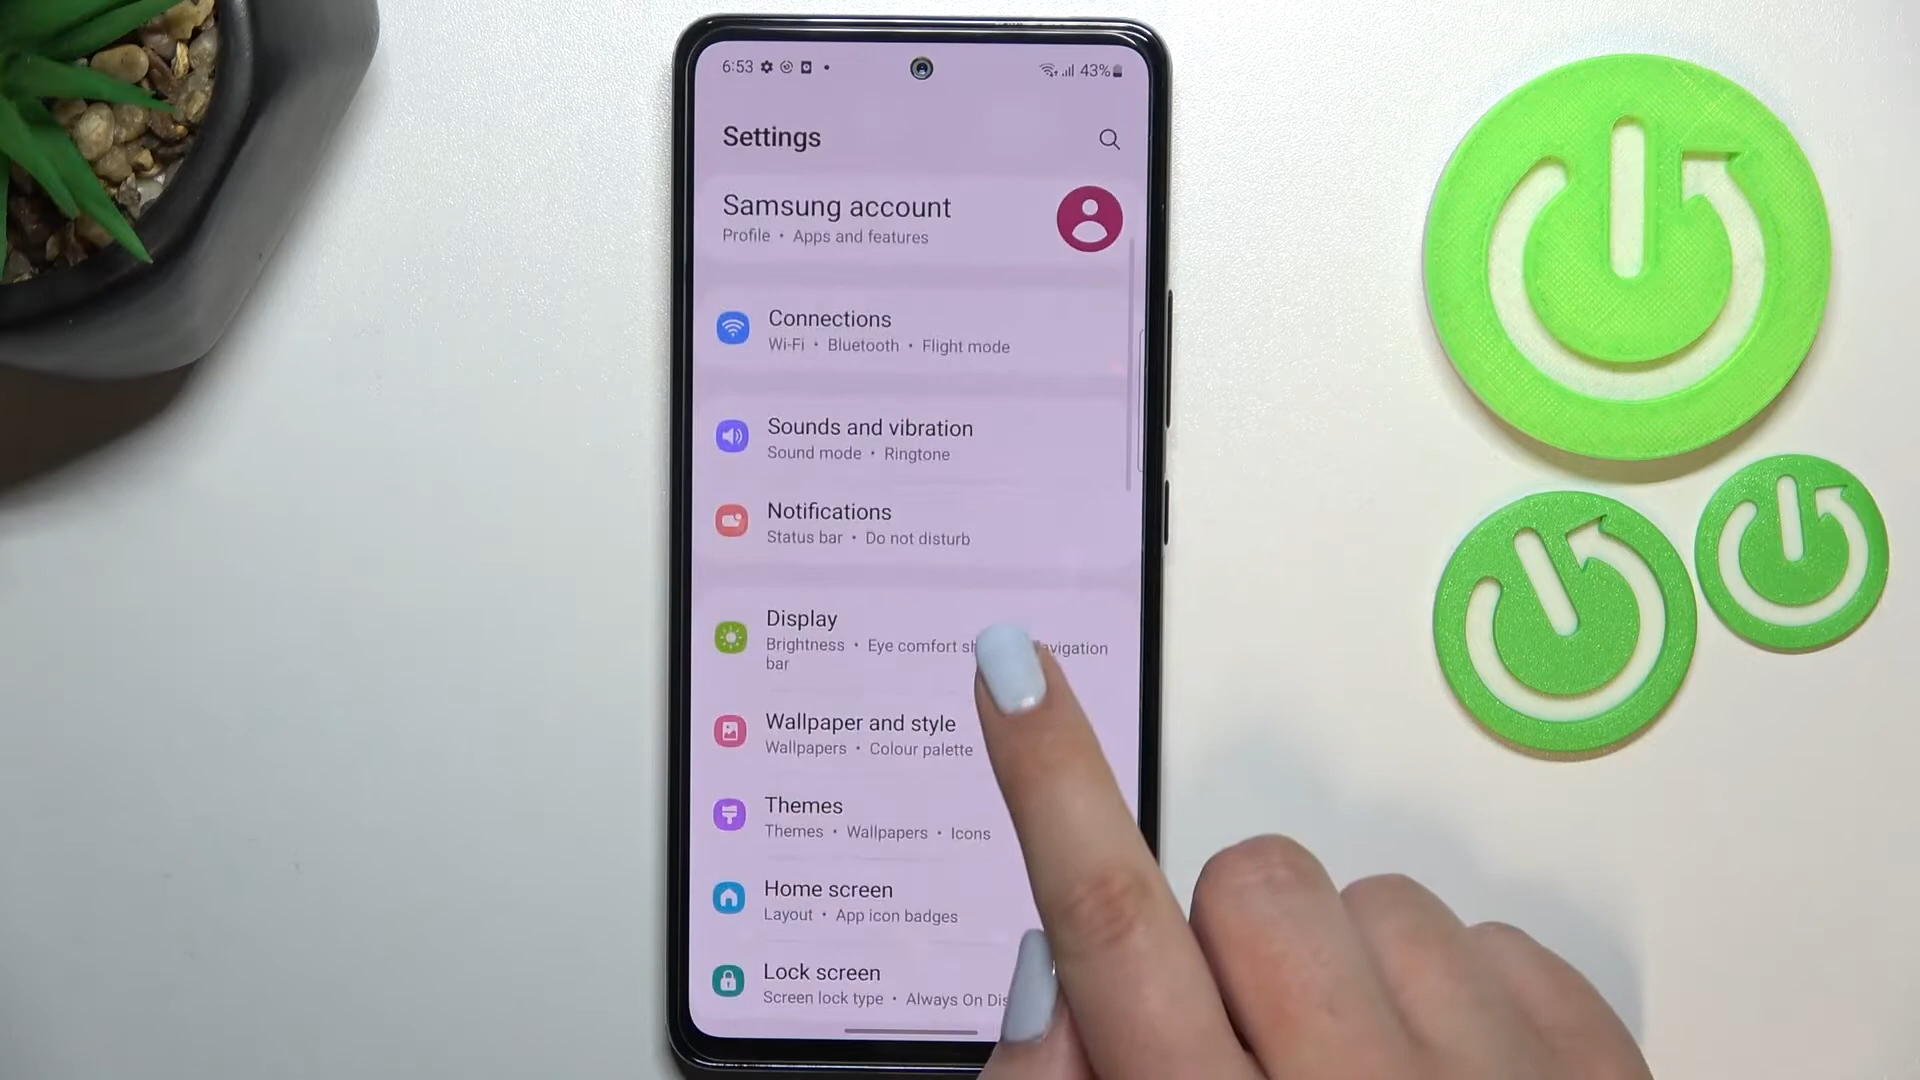 6:53
43%
Settings
Samsung account
Profile • Apps and features
Connections
Wi-Fi • Bluetooth • Flight mode
Sounds and vibration
Sound mode • Ringtone
Notifications
Status bar • Do not disturb
Display
Brightness • Eye comfort
bar
Wallpaper and style
Wallpapers • Colour palette
Themes
Themes • Wallpapers • Icons
Home screen
Layout • App icon badges
Lock screen
Screen lock type • Always On